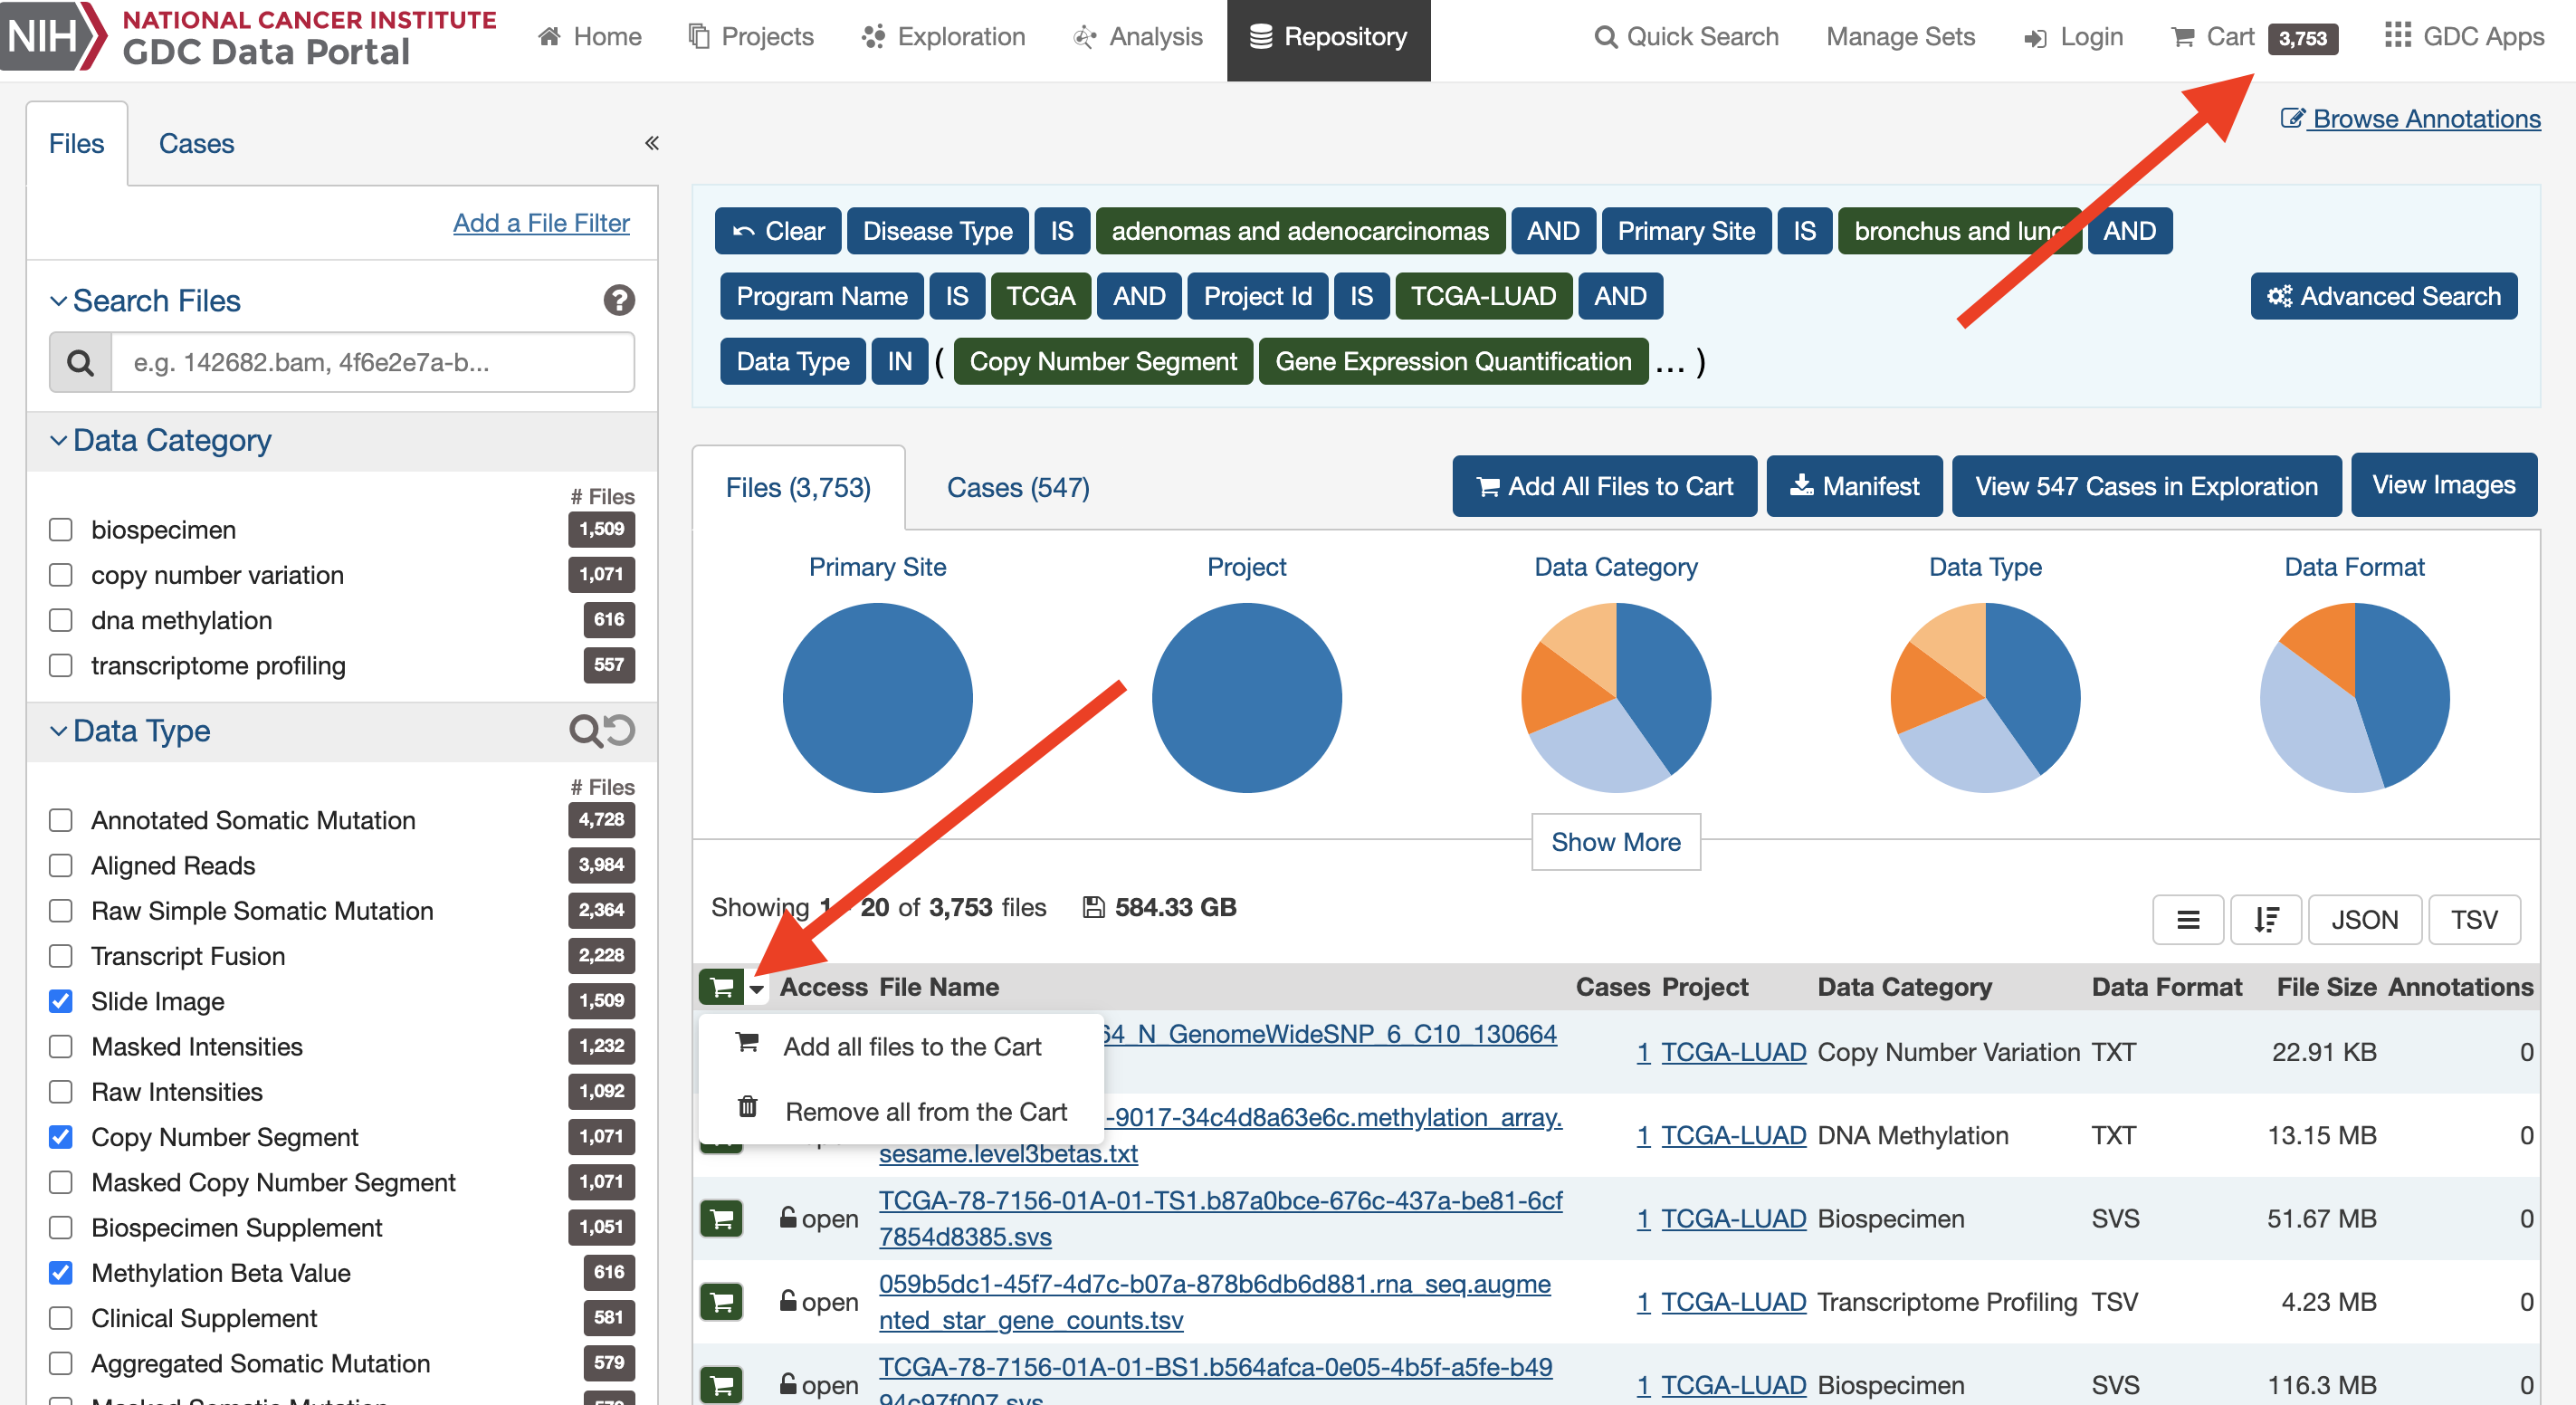 NIH NATIONAL CANCER INSTITUTE
GDC Data Portal
Home Projects Exploration Analysis Repository Quick Search Manage Sets Login Cart 3,753 GDC Apps
Browse Annotations
Files Cases «
Add a File Filter
Search Files ?
e.g. 142682.bam, 4f6e2e7a-b...
Data Category
# Files
biospecimen 1,509
copy number variation 1,071
dna methylation 616
transcriptome profiling 557
Data Type
# Files
Annotated Somatic Mutation 4,728
Aligned Reads 3,984
Raw Simple Somatic Mutation 2,364
Transcript Fusion 2,228
Slide Image 1,509
Masked Intensities 1,232
Raw Intensities 1,092
Copy Number Segment 1,071
Masked Copy Number Segment 1,071
Biospecimen Supplement 1,051
Methylation Beta Value 616
Clinical Supplement 581
Aggregated Somatic Mutation 579
Clear Disease Type IS adenomas and adenocarcinomas AND Primary Site IS bronchus and lung AND
Program Name IS TCGA AND Project Id IS TCGA-LUAD AND
Advanced Search
Data Type IN ( Copy Number Segment Gene Expression Quantification ... )
Files (3,753) Cases (547) Add All Files to Cart Manifest View 547 Cases in Exploration View Images
Primary Site Project Data Category Data Type Data Format
Show More
Showing 1 20 of 3,753 files 584.33 GB
JSON TSV
Access File Name Cases Project Data Category Data Format File Size Annotations
Add all files to the Cart
Remove all from the Cart
64_N_GenomeWideSNP_6_C10_130664
1 TCGA-LUAD Copy Number Variation TXT 22.91 KB 0
-9017-34c4d8a63e6c.methylation_array.
sesame.level3betas.txt
1 TCGA-LUAD DNA Methylation TXT 13.15 MB 0
open
TCGA-78-7156-01A-01-TS1.b87a0bce-676c-437a-be81-6cf
7854d8385.svs
1 TCGA-LUAD Biospecimen SVS 51.67 MB 0
open
059b5dc1-45f7-4d7c-b07a-878b6db6d881.rna_seq.augme
nted_star_gene_counts.tsv
1 TCGA-LUAD Transcriptome Profiling TSV 4.23 MB 0
open
TCGA-78-7156-01A-01-BS1.b564afca-0e05-4b5f-a5fe-b49
94c97f007.svs
1 TCGA-LUAD Biospecimen SVS 116.3 MB 0